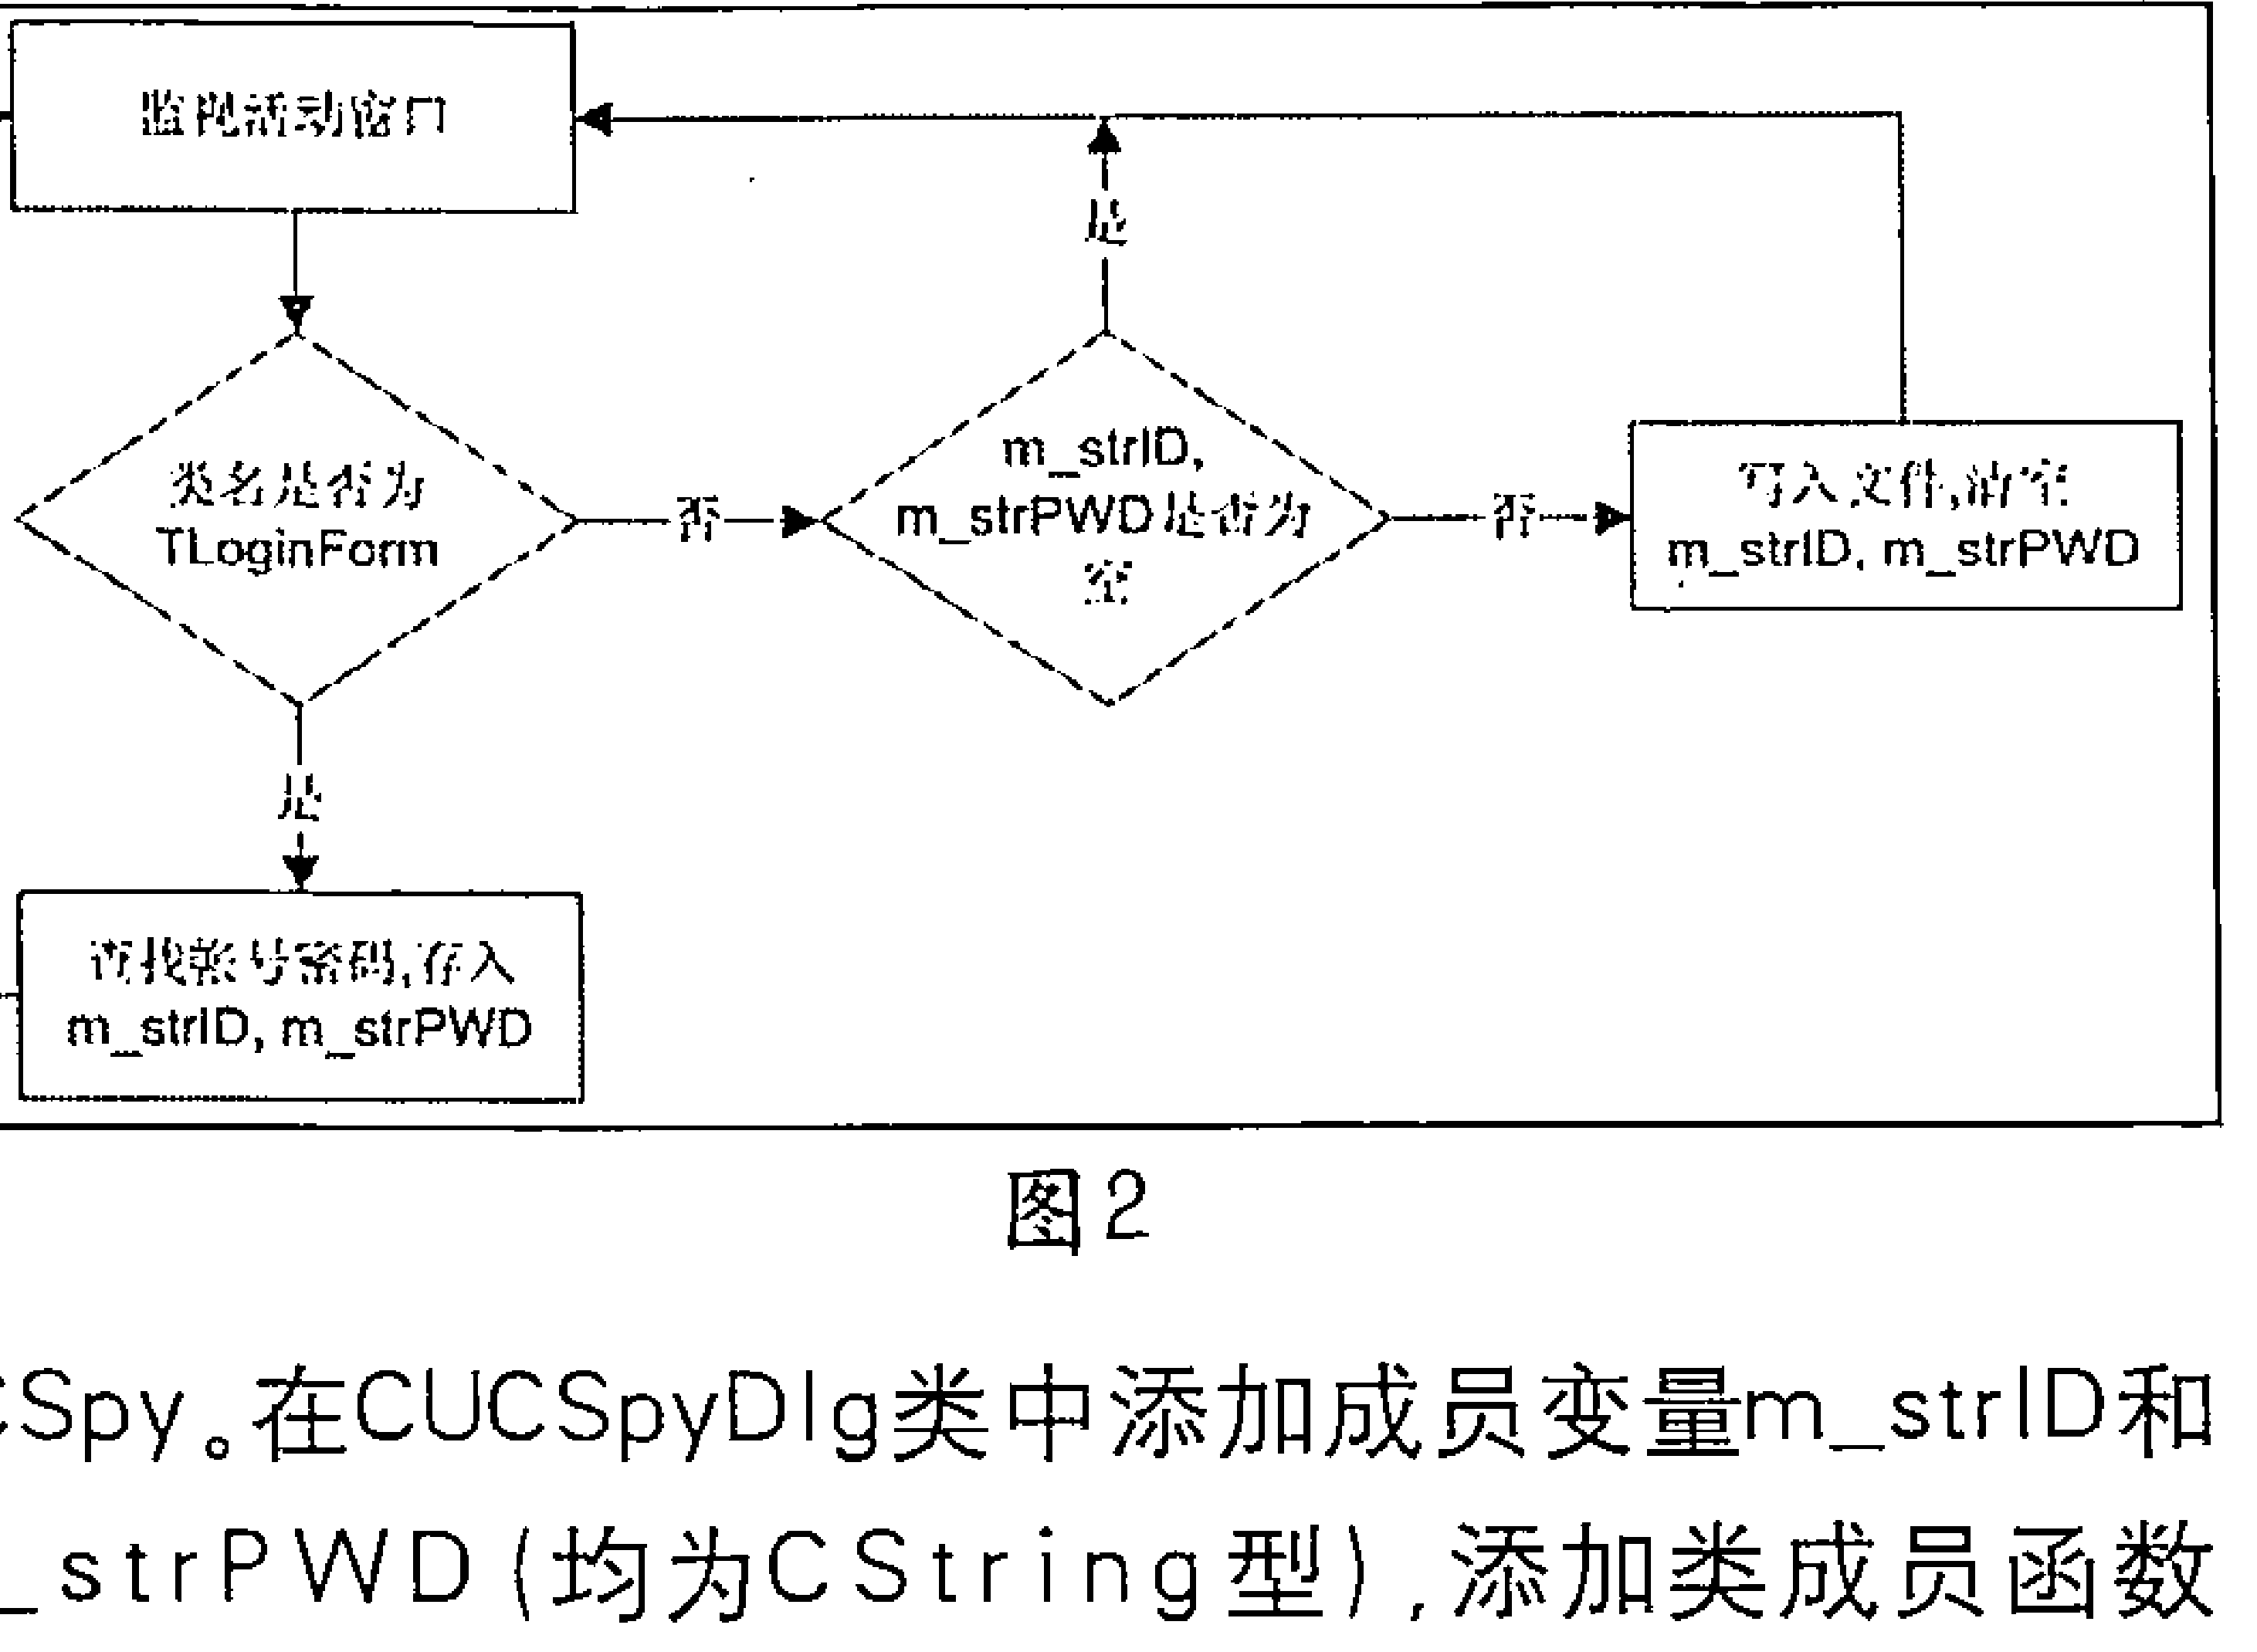 监视活动窗口
是
类名是否为
TLoginForm
否
m_strID,
m_strPWD是否为
空
否
写入文件,清空
m_strID, m_strPWD
是
查找帐号密码,存入
m_strID, m_strPWD
图2
CSpy。在CUCSpyDlg类中添加成员变量m_strID和
_strPWD(均为CString型),添加类成员函数